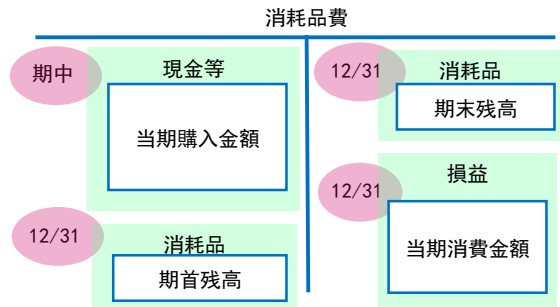 消耗品費
期中
現金等
当期購入金額
12/31
消耗品
期首残高
12/31
消耗品
期末残高
12/31
損益
当期消費金額